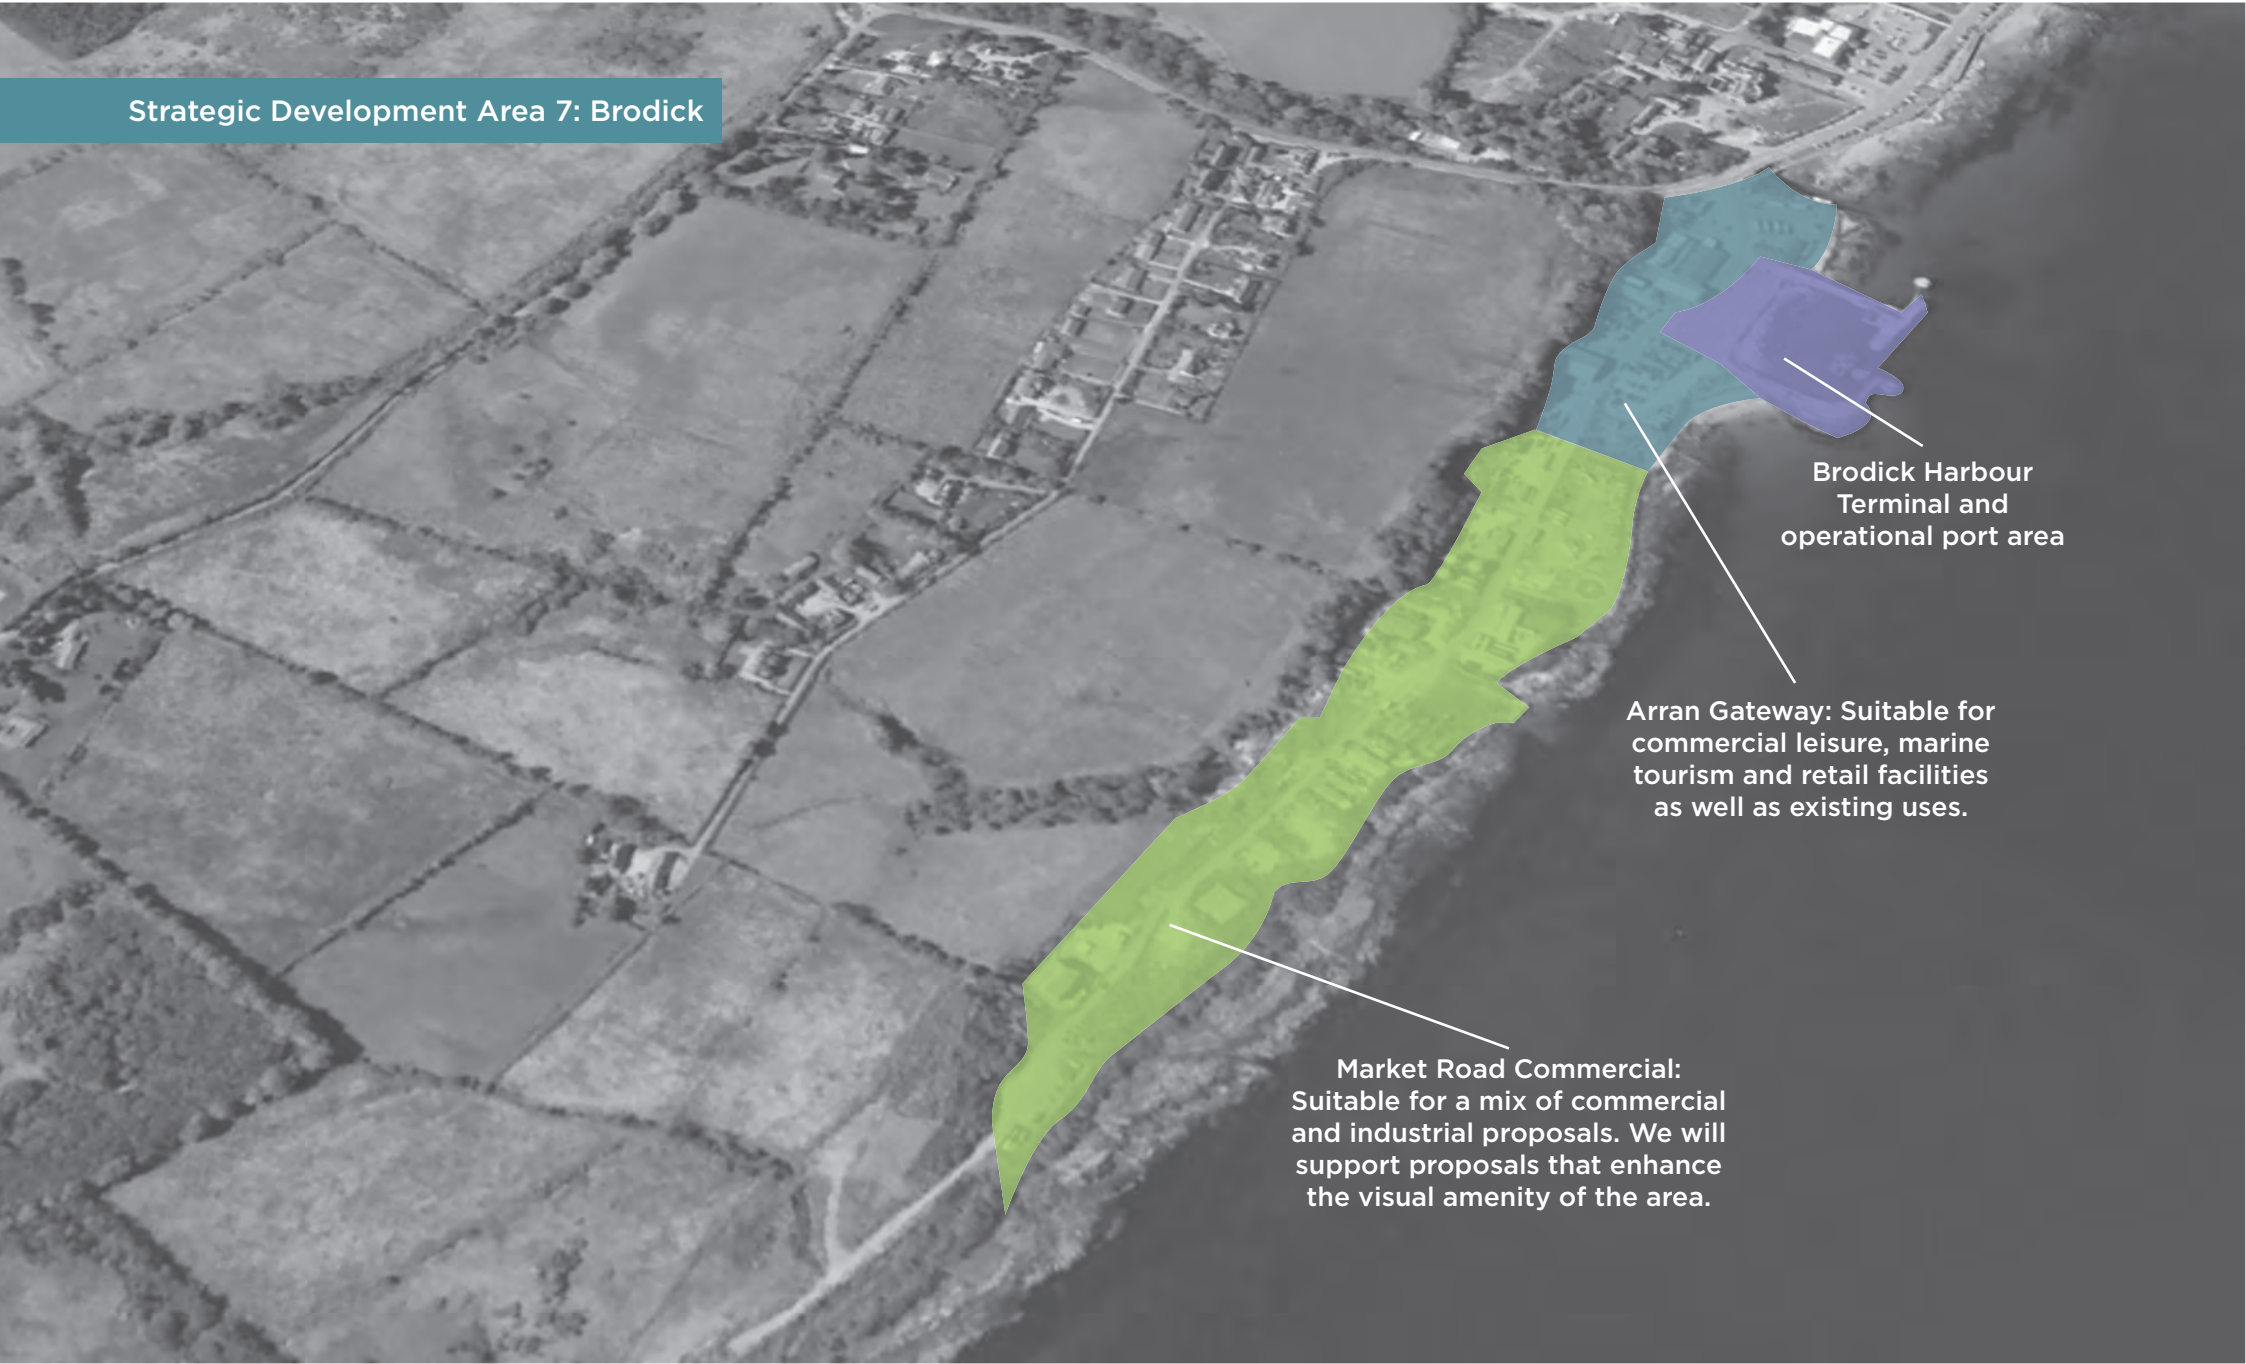 Strategic Development Area 7: Brodick
Brodick Harbour
Terminal and
operational port area
Arran Gateway: Suitable for
commercial leisure, marine
tourism and retail facilities
as well as existing uses.
Market Road Commercial:
Suitable for a mix of commercial
and industrial proposals. We will
support proposals that enhance
the visual amenity of the area.